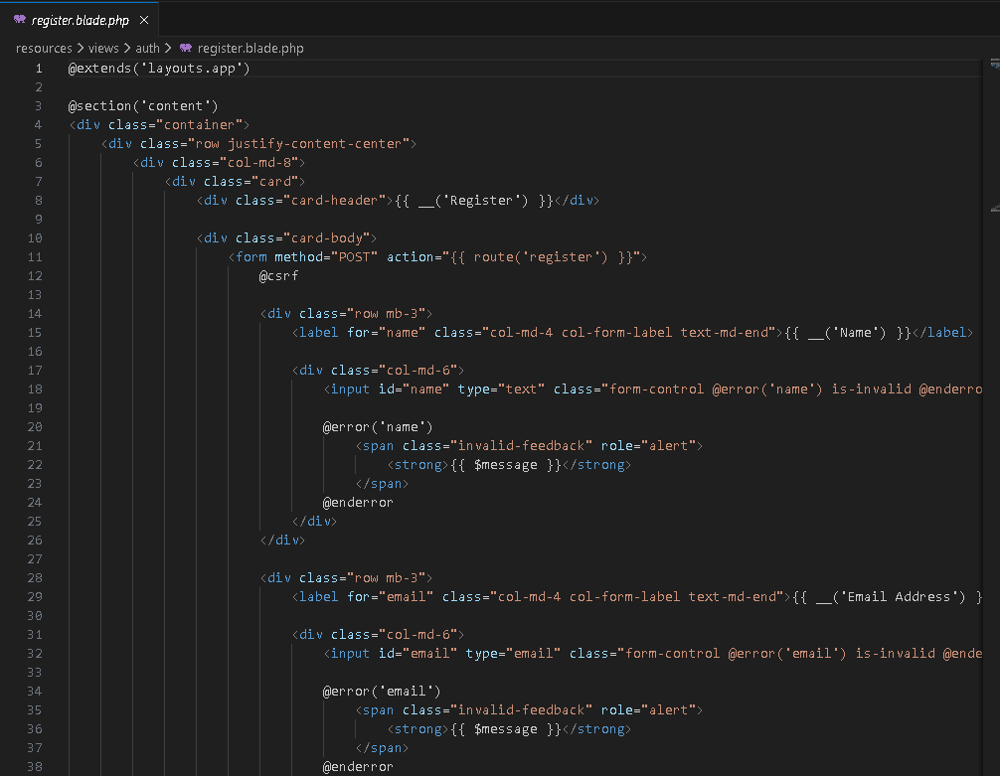 register.blade.php
resources > views > auth > register.blade.php
1 @extends('layouts.app')
2
3 @section('content')
4 <div class="container">
5 <div class="row justify-content-center">
6 <div class="col-md-8">
7 <div class="card">
8 <div class="card-header">{{ __('Register') }}</div>
9
10 <div class="card-body">
11 <form method="POST" action="{{ route('register') }}">
12 @csrf
13
14 <div class="row mb-3">
15 <label for="name" class="col-md-4 col-form-label text-md-end">{{ __('Name') }}</label>
16
17 <div class="col-md-6">
18 <input id="name" type="text" class="form-control @error('name') is-invalid @enderro
19
20 @error('name')
21 <span class="invalid-feedback" role="alert">
22 <strong>{{ $message }}</strong>
23 </span>
24 @enderror
25 </div>
26 </div>
27
28 <div class="row mb-3">
29 <label for="email" class="col-md-4 col-form-label text-md-end">{{ __('Email Address') }
30
31 <div class="col-md-6">
32 <input id="email" type="email" class="form-control @error('email') is-invalid @ende
33
34 @error('email')
35 <span class="invalid-feedback" role="alert">
36 <strong>{{ $message }}</strong>
37 </span>
38 @enderror